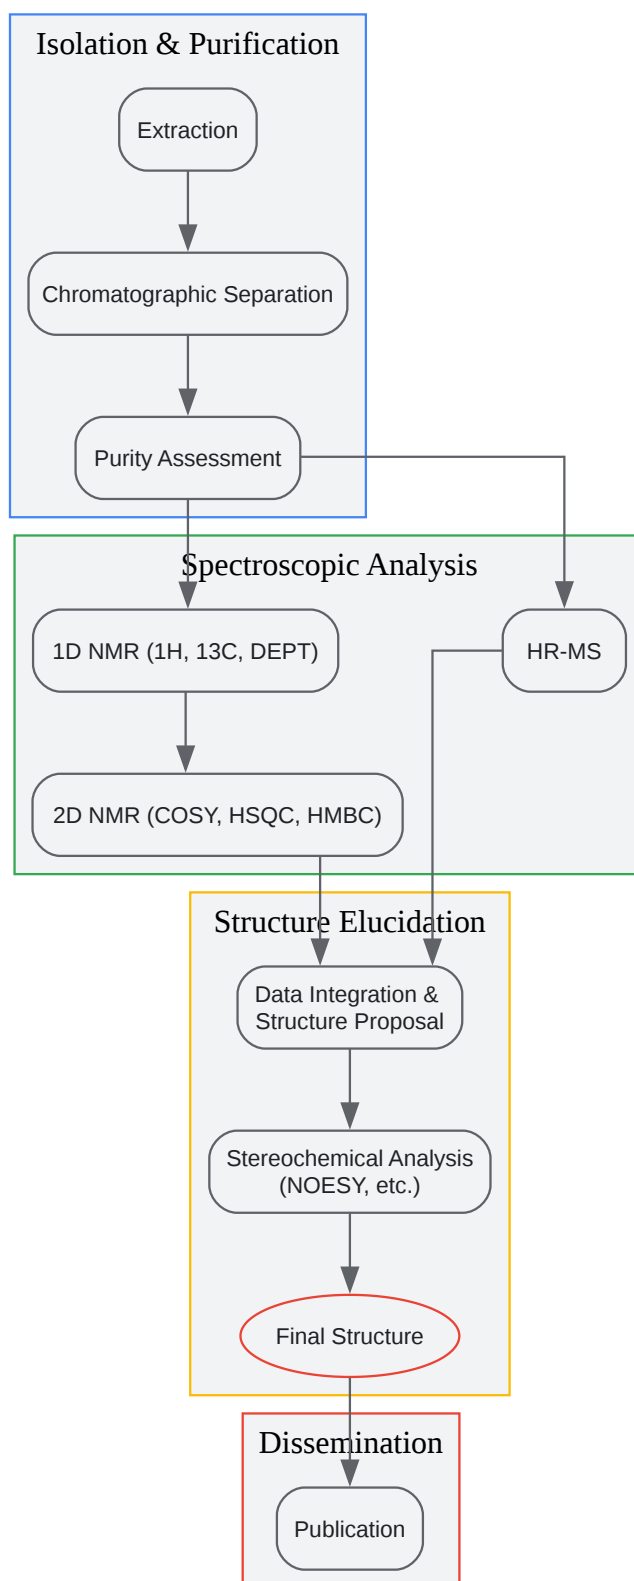 Isolation & Purification
Extraction
Chromatographic Separation
Purity Assessment
Spectroscopic Analysis
1D NMR (1H, 13C, DEPT)
HR-MS
2D NMR (COSY, HSQC, HMBC)
Structure Elucidation
Data Integration &
Structure Proposal
Stereochemical Analysis
(NOESY, etc.)
Final Structure
Dissemination
Publication